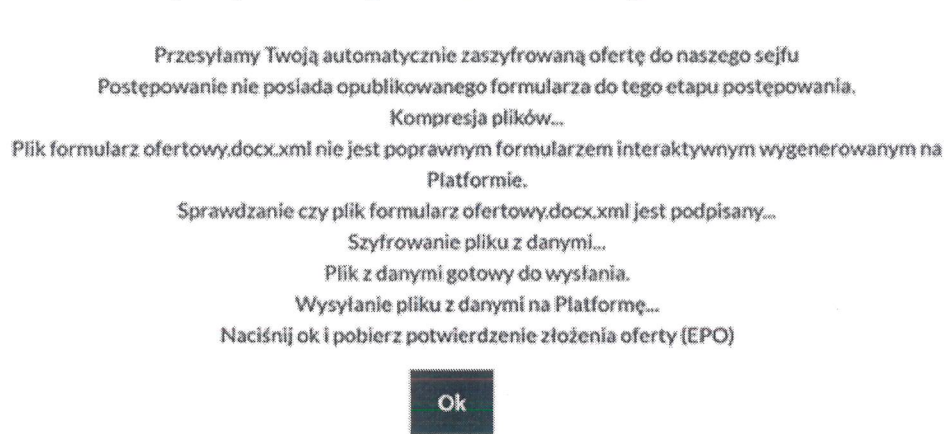 Przesyłamy Twoją automatycznie zaszyfrowaną ofertę do naszego sejfu
Postępowanie nie posiada opublikowanego formularza do tego etapu postępowania.
Kompresja plików...
Plik formularz ofertowy.docx.xml nie jest poprawnym formularzem interaktywnym wygenerowanym na
Platformie.
Sprawdzanie czy plik formularz ofertowy.docx.xml jest podpisany...
Szyfrowanie pliku z danymi...
Plik z danymi gotowy do wysłania.
Wysyłanie pliku z danymi na Platformę...
Naciśnij ok i pobierz potwierdzenie złożenia oferty (EPO)
Ok